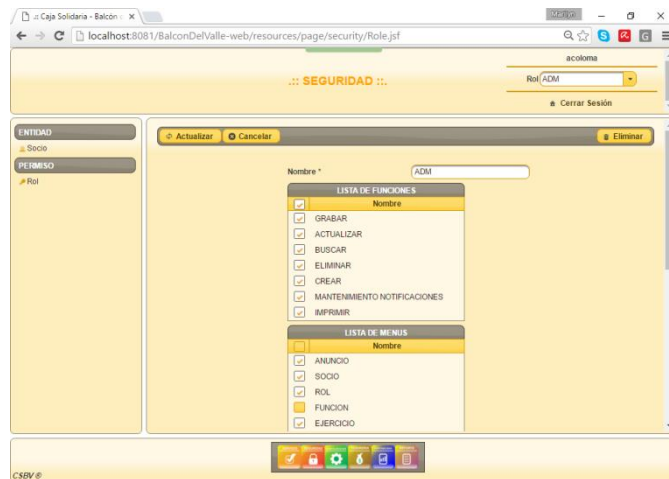 .:: Caja Solidaria - Balcón
localhost:8081/BalconDelValle-web/resources/page/security/Role.jsf
.:: SEGURIDAD ::.
acoloma
Rol ADM
Cerrar Sesión
ENTIDAD
Socio
PERMISO
Rol
Actualizar Cancelar Eliminar
Nombre * ADM
LISTA DE FUNCIONES
Nombre
GRABAR
ACTUALIZAR
BUSCAR
ELIMINAR
CREAR
MANTENIMIENTO NOTIFICACIONES
IMPRIMIR
LISTA DE MENUS
Nombre
ANUNCIO
SOCIO
ROL
FUNCION
EJERCICIO
CSBV ®